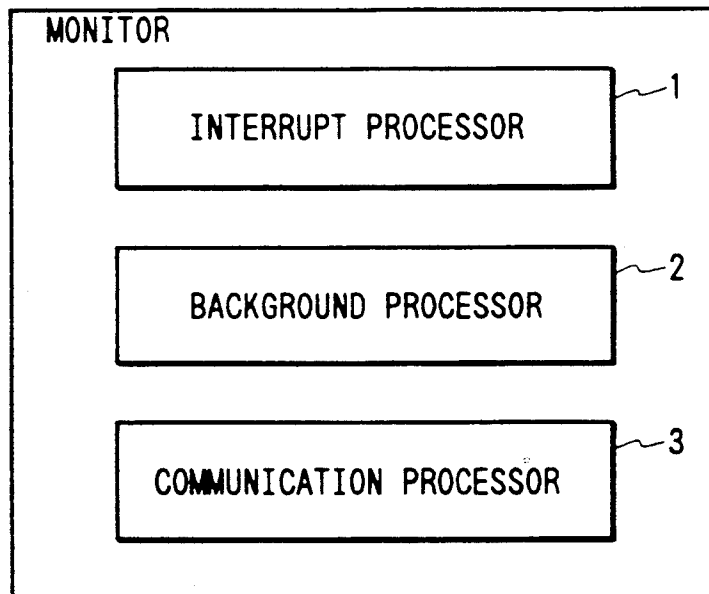 MONITOR
1
INTERRUPT PROCESSOR
2
BACKGROUND PROCESSOR
3
COMMUNICATION PROCESSOR